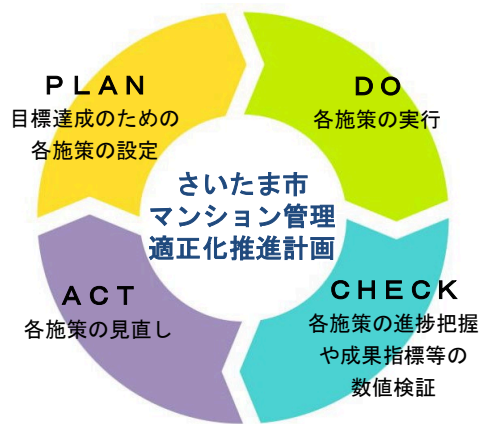 PLAN
目標達成のための
各施策の設定
DO
各施策の実行
さいたま市
マンション管理
適正化推進計画
CHECK
各施策の進捗把握
や成果指標等の
数値検証
ACT
各施策の見直し